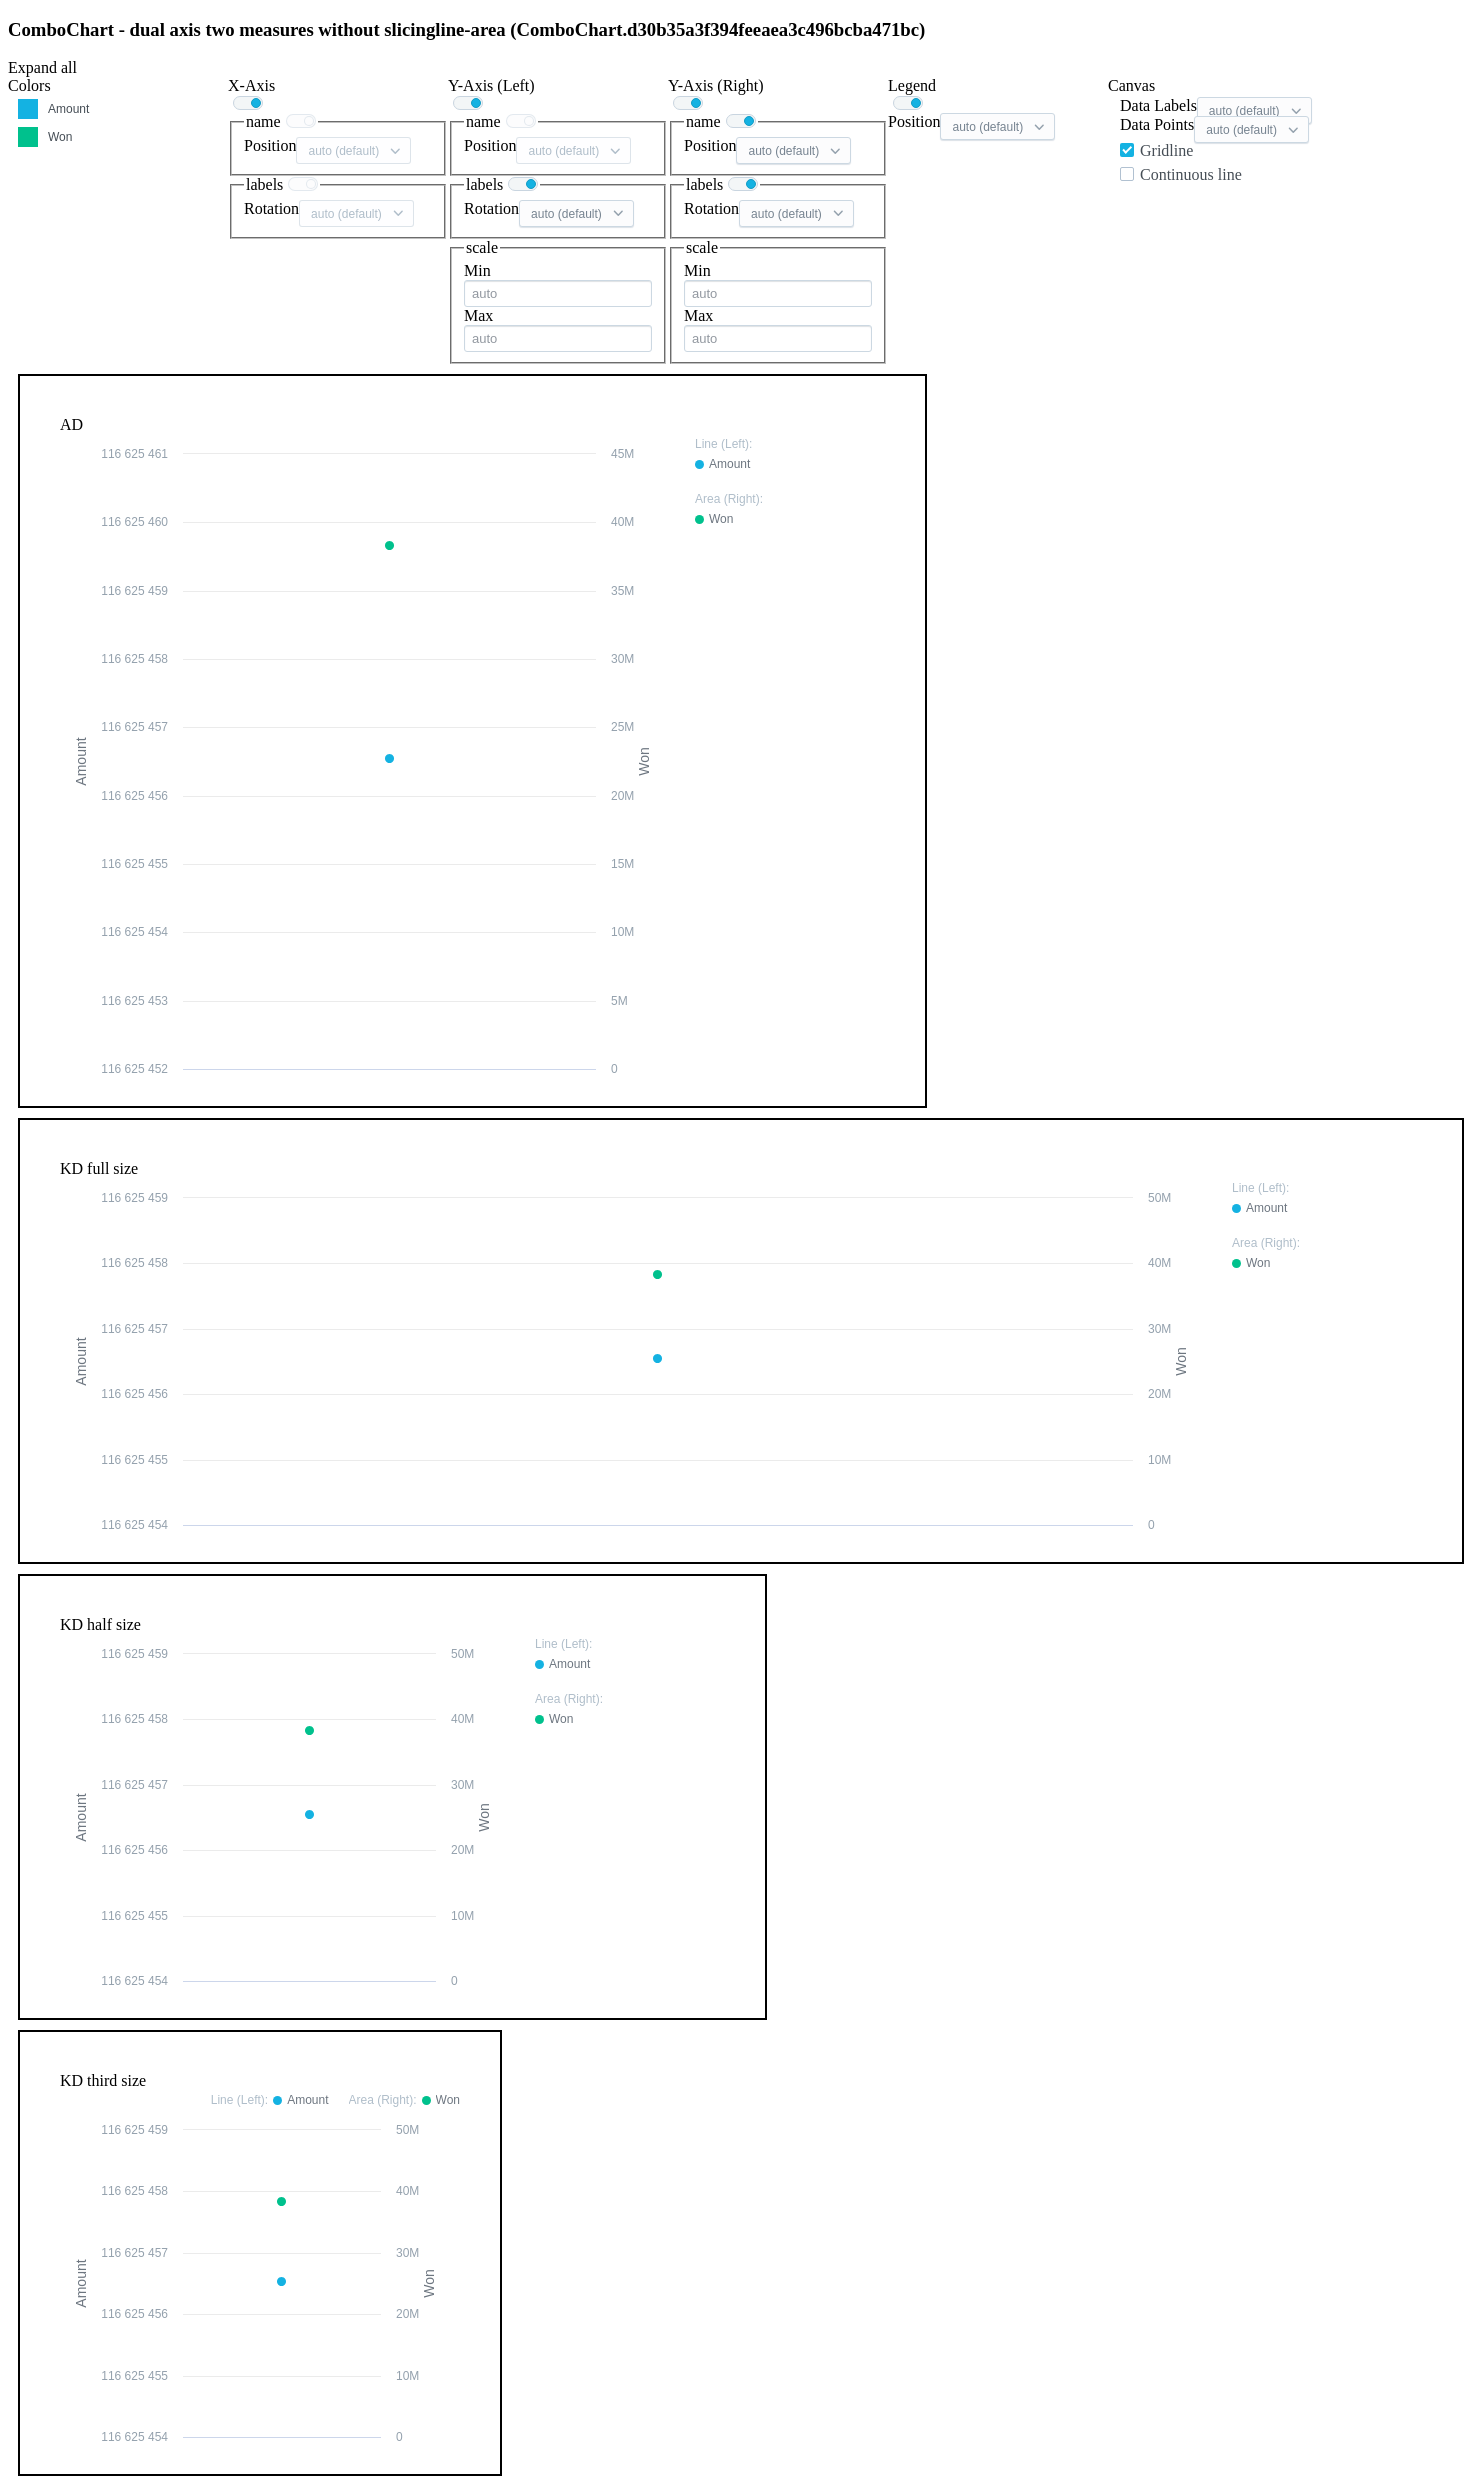 ComboChart - dual axis two measures without slicingline-area (ComboChart.d30b35a3f394feeaea3c496bcba471bc)
Expand all
Colors
Amount
Won
X-Axis
name
Position auto (default)
labels
Rotation auto (default)
Y-Axis (Left)
name
Position auto (default)
labels
Rotation auto (default)
scale
Min
auto
Max
auto
Y-Axis (Right)
name
Position auto (default)
labels
Rotation auto (default)
scale
Min
auto
Max
auto
Legend
Position auto (default)
Canvas
Data Labels auto (default)
Data Points auto (default)
Gridline
Continuous line
AD
116 625 461 45M
116 625 460 40M
116 625 459 35M
116 625 458 30M
116 625 457 25M
116 625 456 20M
116 625 455 15M
116 625 454 10M
116 625 453 5M
116 625 452 0
Amount
Won
Line (Left):
Amount
Area (Right):
Won
KD full size
116 625 459 50M
116 625 458 40M
116 625 457 30M
116 625 456 20M
116 625 455 10M
116 625 454 0
Amount
Won
Line (Left):
Amount
Area (Right):
Won
KD half size
116 625 459 50M
116 625 458 40M
116 625 457 30M
116 625 456 20M
116 625 455 10M
116 625 454 0
Amount
Won
Line (Left):
Amount
Area (Right):
Won
KD third size
Line (Left): Amount Area (Right): Won
116 625 459 50M
116 625 458 40M
116 625 457 30M
116 625 456 20M
116 625 455 10M
116 625 454 0
Amount
Won